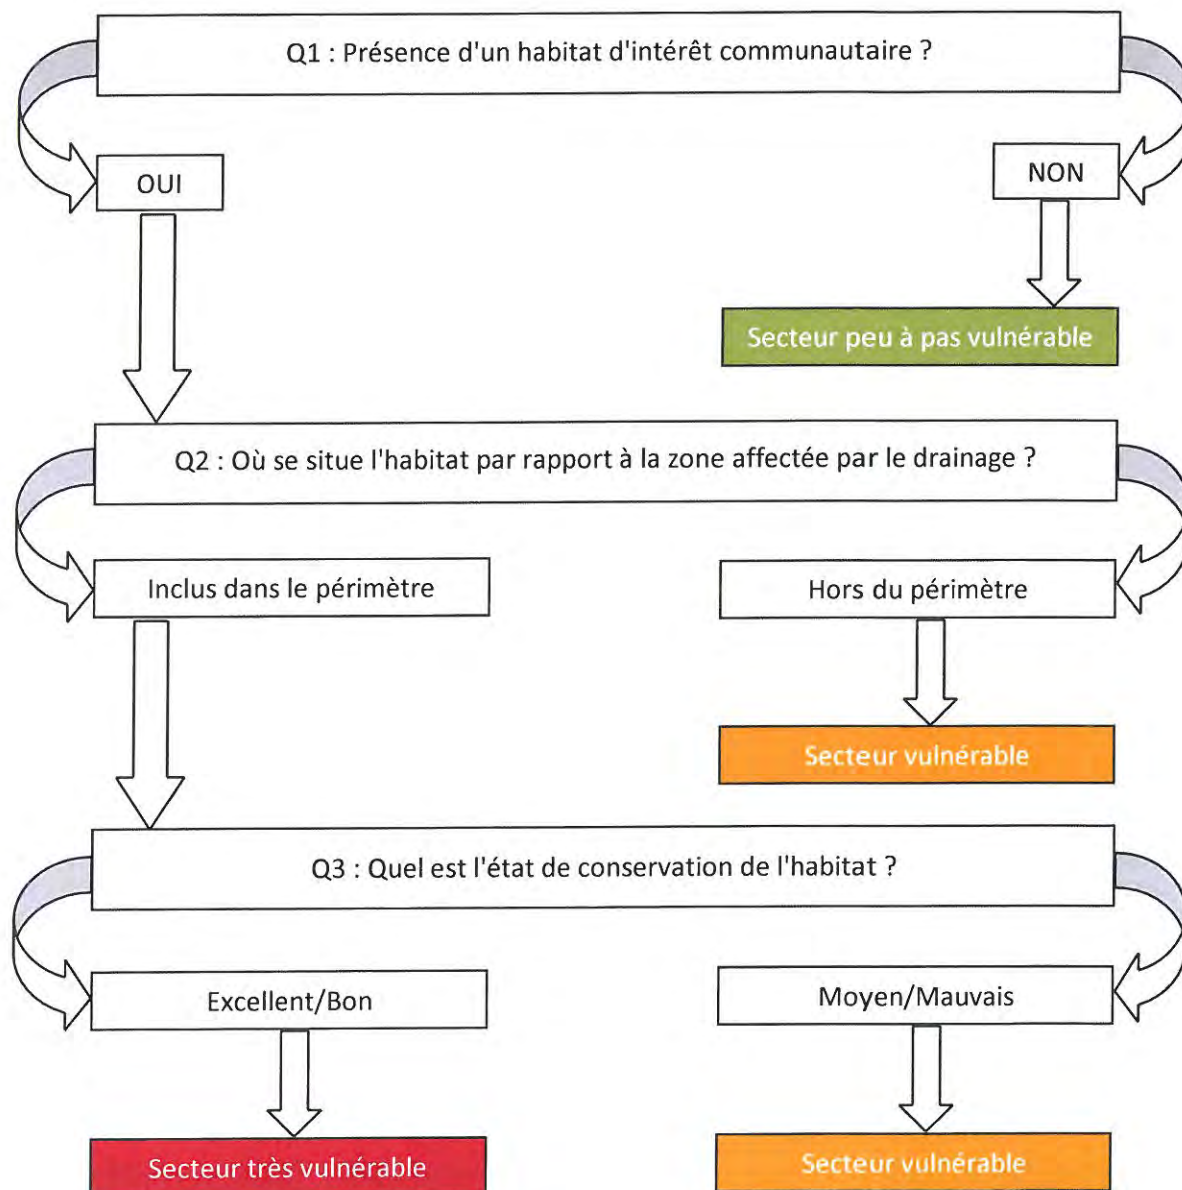 Q1 : Présence d'un habitat d'intérêt communautaire ?
OUI
NON
Secteur peu à pas vulnérable
Q2 : Où se situe l'habitat par rapport à la zone affectée par le drainage ?
Inclus dans le périmètre
Hors du périmètre
Secteur vulnérable
Q3 : Quel est l'état de conservation de l'habitat ?
Excellent/Bon
Moyen/Mauvais
Secteur très vulnérable
Secteur vulnérable